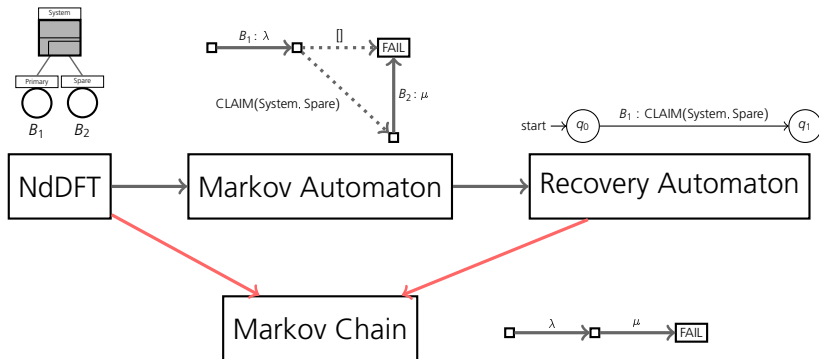 System
Primary
Spare
B₁
B₂
B₁ : λ
[]
FAIL
CLAIM(System, Spare)
B₂ : μ
start
q₀
B₁ : CLAIM(System, Spare)
q₁
NdDFT
Markov Automaton
Recovery Automaton
Markov Chain
λ
μ
FAIL